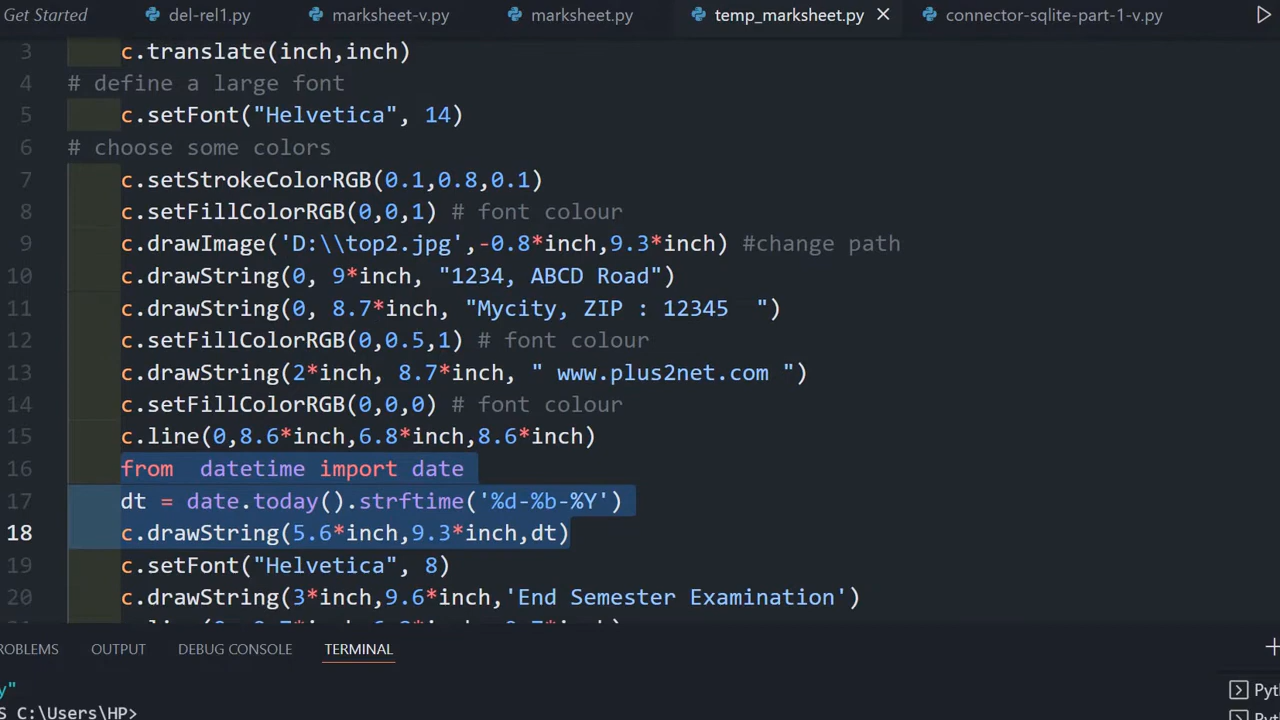 Get Started del-rel1.py marksheet-v.py marksheet.py temp_marksheet.py connector-sqlite-part-1-v.py
3 c.translate(inch,inch)
4 # define a large font
5 c.setFont("Helvetica", 14)
6 # choose some colors
7 c.setStrokeColorRGB(0.1,0.8,0.1)
8 c.setFillColorRGB(0,0,1) # font colour
9 c.drawImage('D:\\top2.jpg',-0.8*inch,9.3*inch) #change path
10 c.drawString(0, 9*inch, "1234, ABCD Road")
11 c.drawString(0, 8.7*inch, "Mycity, ZIP : 12345  ")
12 c.setFillColorRGB(0,0.5,1) # font colour
13 c.drawString(2*inch, 8.7*inch, " www.plus2net.com ")
14 c.setFillColorRGB(0,0,0) # font colour
15 c.line(0,8.6*inch,6.8*inch,8.6*inch)
16 from  datetime import date
17 dt = date.today().strftime('%d-%b-%Y')
18 c.drawString(5.6*inch,9.3*inch,dt)
19 c.setFont("Helvetica", 8)
20 c.drawString(3*inch,9.6*inch,'End Semester Examination')
ROBLEMS OUTPUT DEBUG CONSOLE TERMINAL
y"
S C:\Users\HP>
Pyt